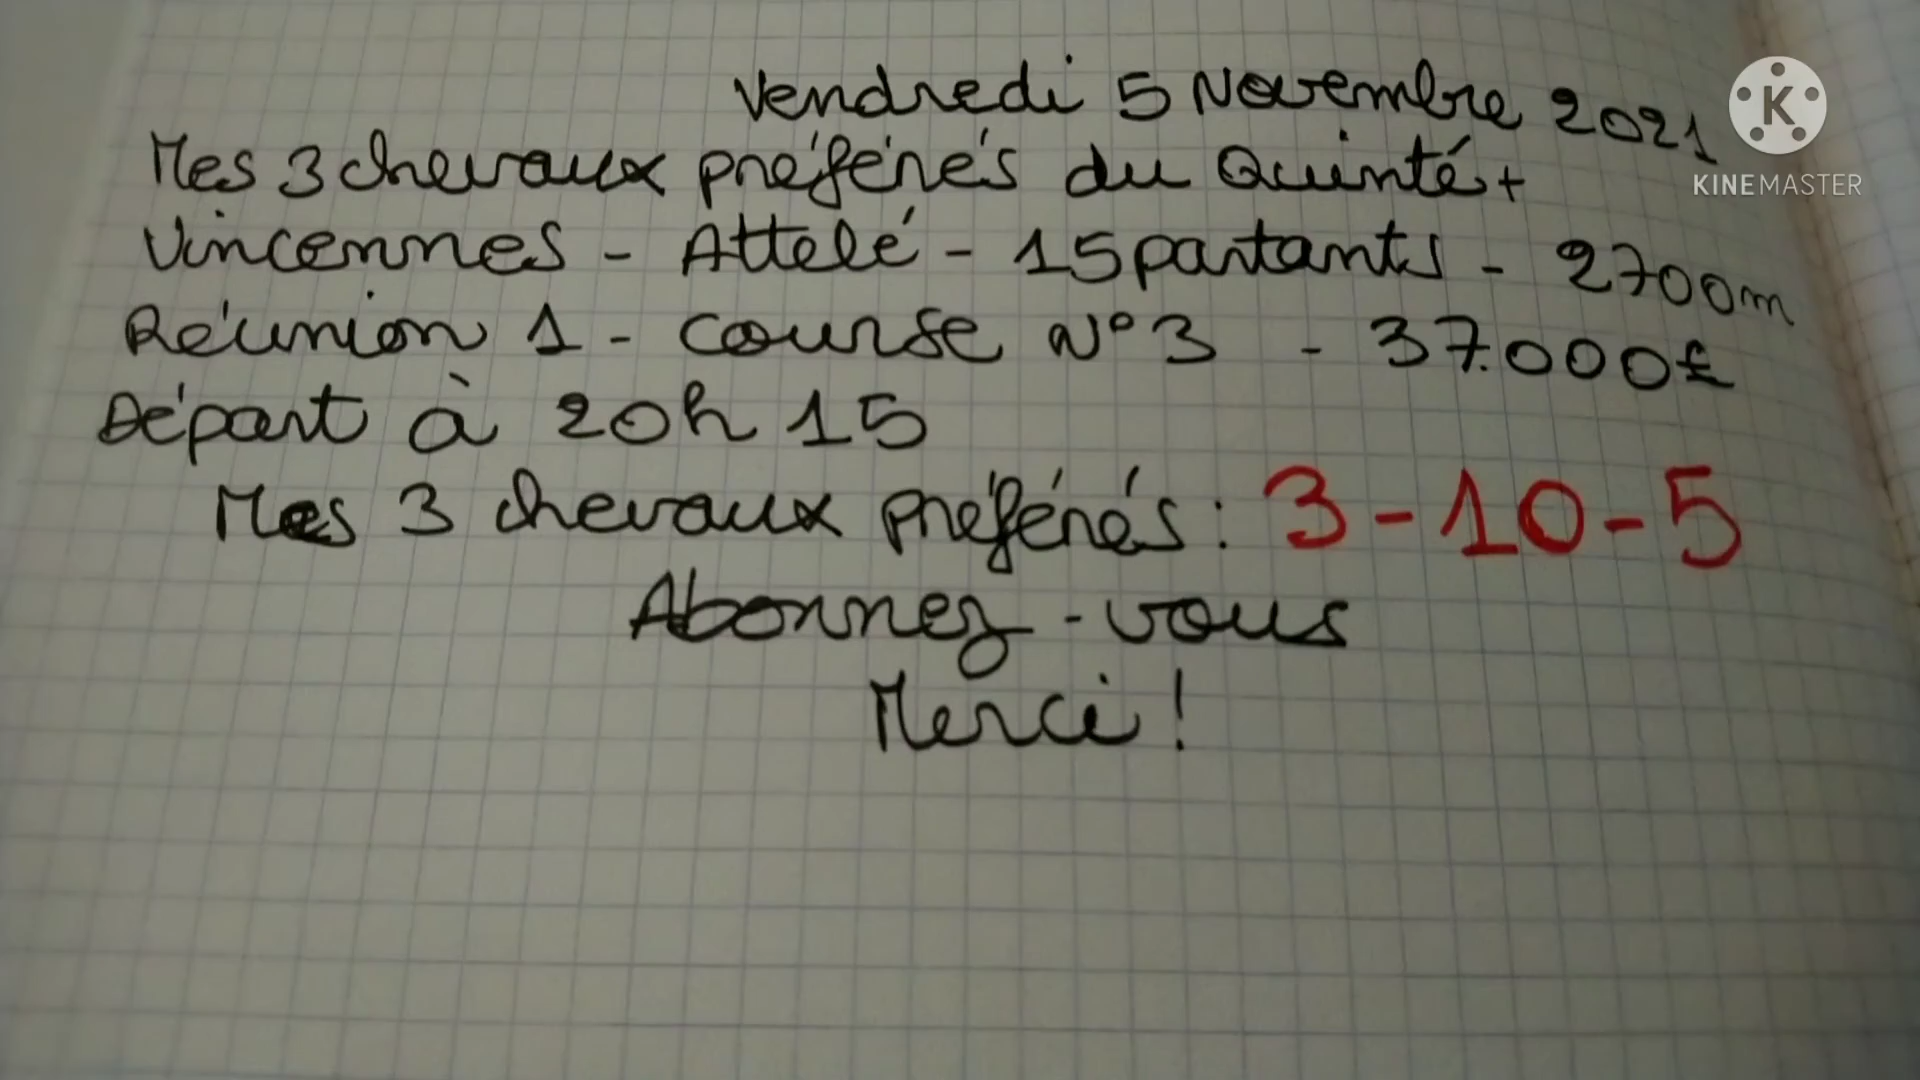 Vendredi 5 Novembre 2021
Mes 3 chevaux préférés du Quinté+
Vincennes - Attelé - 15 partants - 2700m
Réunion 1 - Course N°3 - 37.000€
Départ à 20h15
Mes 3 chevaux préférés : 3-10-5
Abonnez-vous
Merci !
K
KINEMASTER